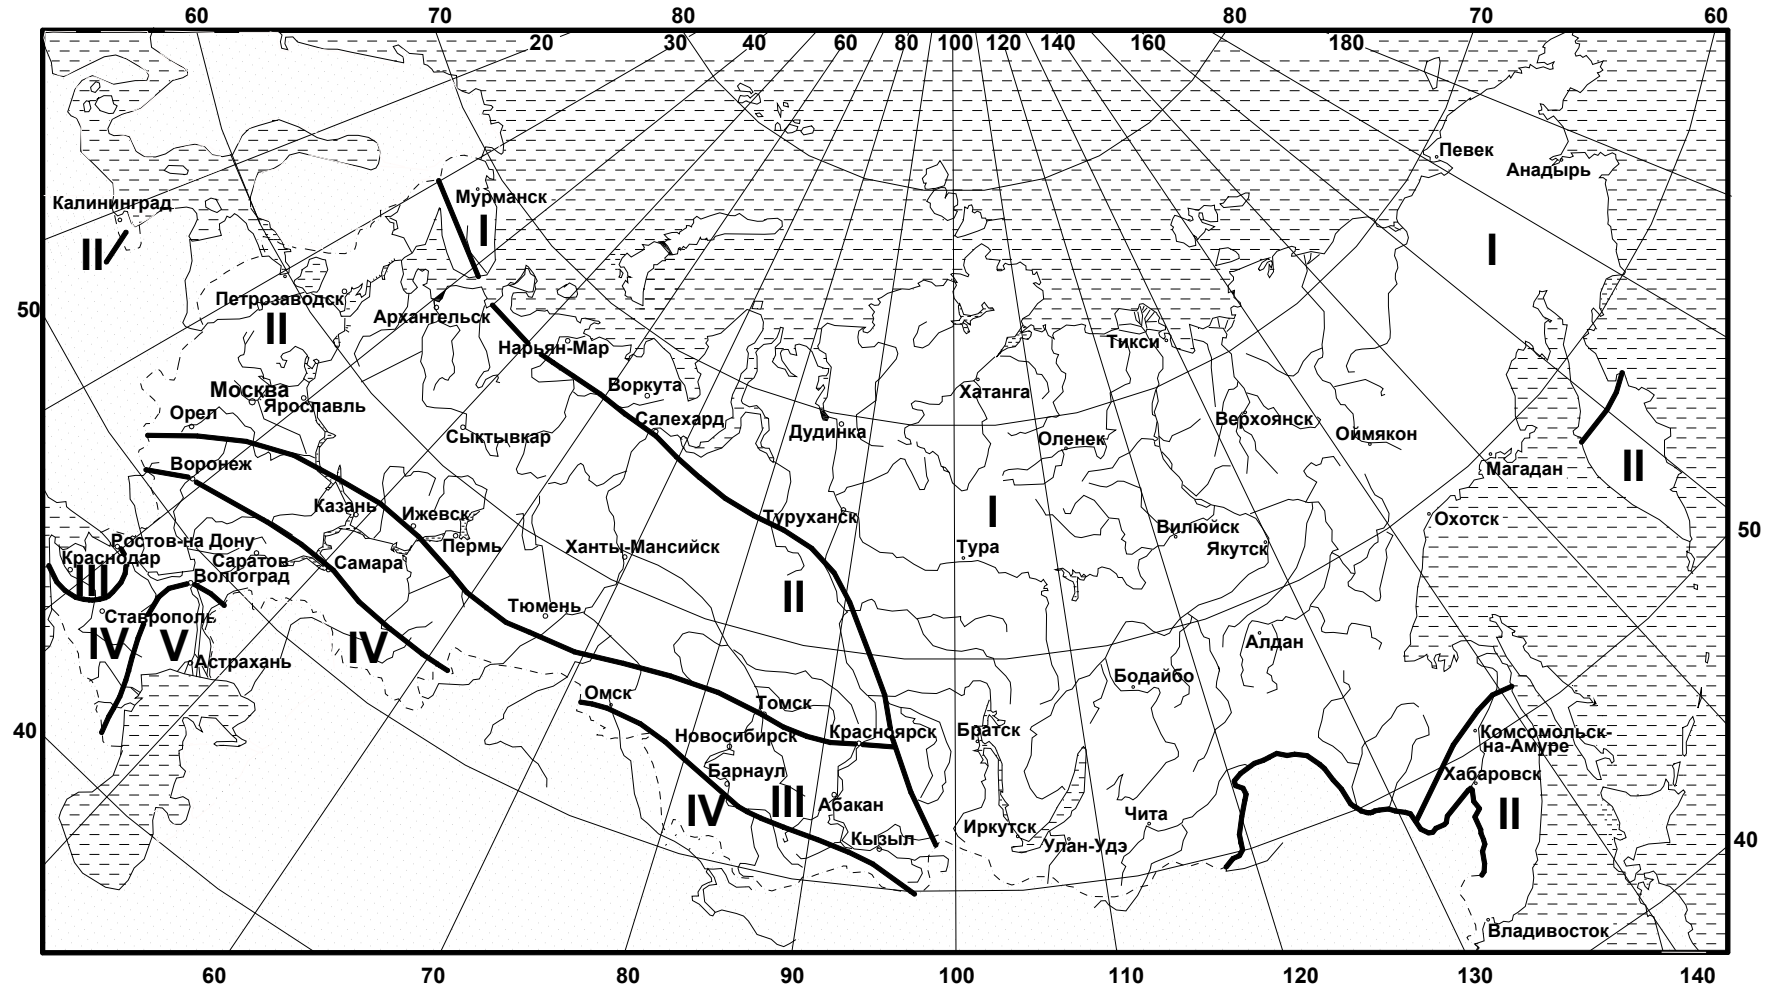 60 70 80 80 70 60
20 30 40 60 80 100 120 140 160 180
Певек
Анадырь
Мурманск
Калининград
I
I
II
Петрозаводск
50
Архангельск
II
Тикси
Нарьян-Мар
Воркута
Хатанга
Москва
Ярославль
Орел
Салехард
Верхоянск
Дудинка
Оймякон
Сыктывкар
Оленек
Воронеж
Магадан
II
Казань
Ижевск
Туруханск
I
Охотск
Вилюйск
50
Ростов-на Дону
Пермь
Ханты-Мансийск
Тура
Якутск
Краснодар
Саратов
Самара
Волгоград
III
II
Тюмень
Ставрополь
IV
V
IV
Алдан
Астрахань
Бодайбо
Омск
Томск
40
Новосибирск
Красноярск
Братск
Комсомольск-
на-Амуре
Барнаул
Хабаровск
IV
III
Абакан
Чита
II
Иркутск
Кызыл
Улан-Удэ
40
Владивосток
60 70 80 90 100 110 120 130 140